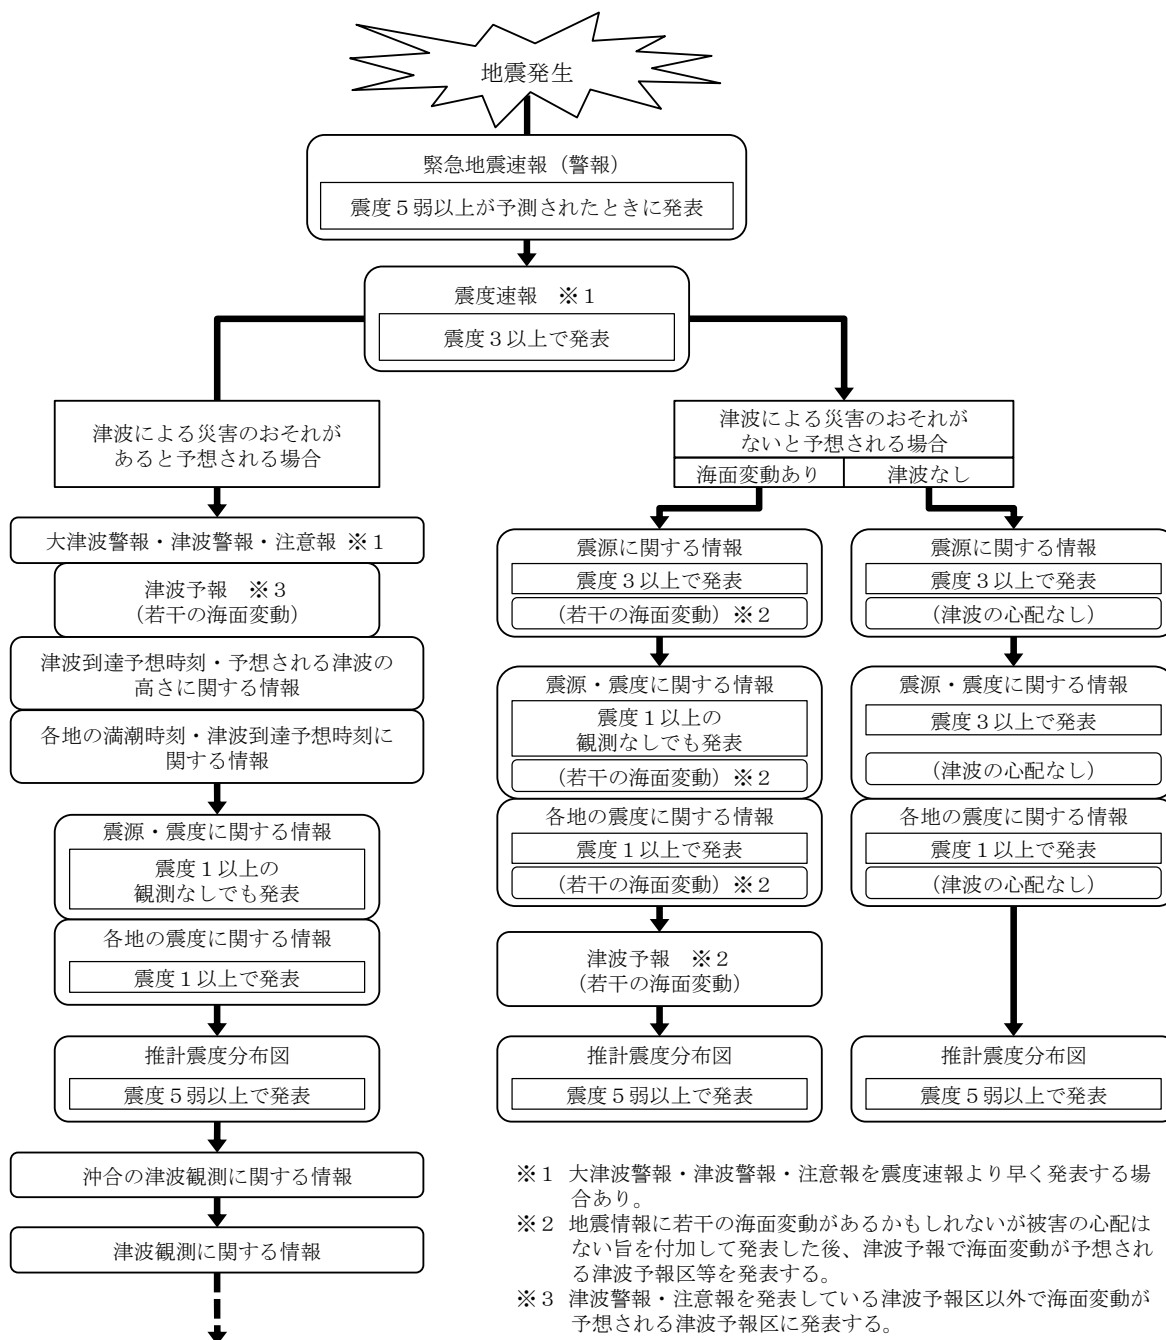 地震発生
緊急地震速報（警報）
震度５弱以上が予測されたときに発表
震度速報　※１
震度３以上で発表
津波による災害のおそれが
あると予想される場合
大津波警報・津波警報・注意報 ※１
津波予報　※３
（若干の海面変動）
津波到達予想時刻・予想される津波の
高さに関する情報
各地の満潮時刻・津波到達予想時刻に
関する情報
震源・震度に関する情報
震度１以上の
観測なしでも発表
各地の震度に関する情報
震度１以上で発表
推計震度分布図
震度５弱以上で発表
沖合の津波観測に関する情報
津波観測に関する情報
津波による災害のおそれが
ないと予想される場合
海面変動あり
津波なし
震源に関する情報
震度３以上で発表
（若干の海面変動）※２
震源・震度に関する情報
震度１以上の
観測なしでも発表
（若干の海面変動）※２
各地の震度に関する情報
震度１以上で発表
（若干の海面変動）※２
津波予報　※２
（若干の海面変動）
推計震度分布図
震度５弱以上で発表
震源に関する情報
震度３以上で発表
（津波の心配なし）
震源・震度に関する情報
震度３以上で発表
（津波の心配なし）
各地の震度に関する情報
震度１以上で発表
（津波の心配なし）
推計震度分布図
震度５弱以上で発表
※１ 大津波警報・津波警報・注意報を震度速報より早く発表する場
合あり。
※２ 地震情報に若干の海面変動があるかもしれないが被害の心配は
ない旨を付加して発表した後、津波予報で海面変動が予想され
る津波予報区等を発表する。
※３ 津波警報・注意報を発表している津波予報区以外で海面変動が
予想される津波予報区に発表する。